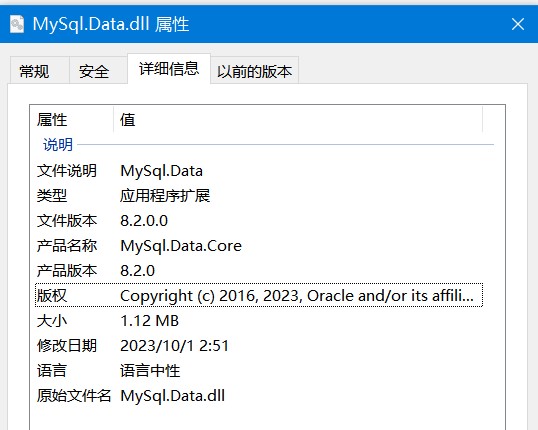 MySql.Data.dll 属性
常规 安全 详细信息 以前的版本
属性 值
说明
文件说明 MySql.Data
类型 应用程序扩展
文件版本 8.2.0.0
产品名称 MySql.Data.Core
产品版本 8.2.0
版权 Copyright (c) 2016, 2023, Oracle and/or its affili...
大小 1.12 MB
修改日期 2023/10/1 2:51
语言 语言中性
原始文件名 MySql.Data.dll